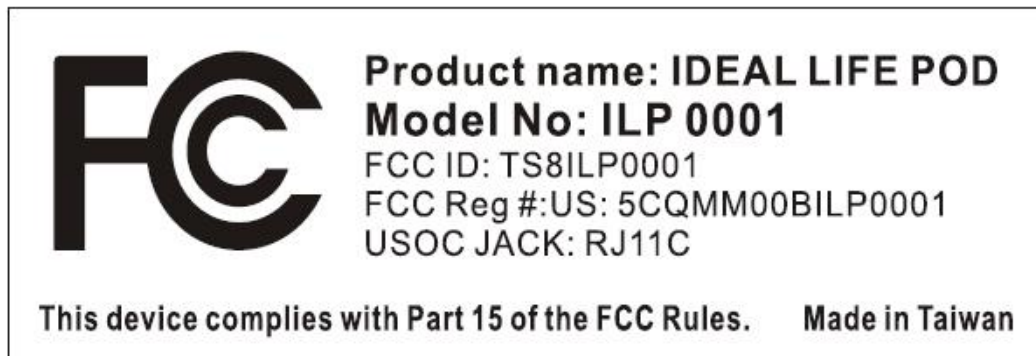 FC
Product name: IDEAL LIFE POD
Model No: ILP 0001
FCC ID: TS8ILP0001
FCC Reg #:US: 5CQMM00BILP0001
USOC JACK: RJ11C
This device complies with Part 15 of the FCC Rules. Made in Taiwan